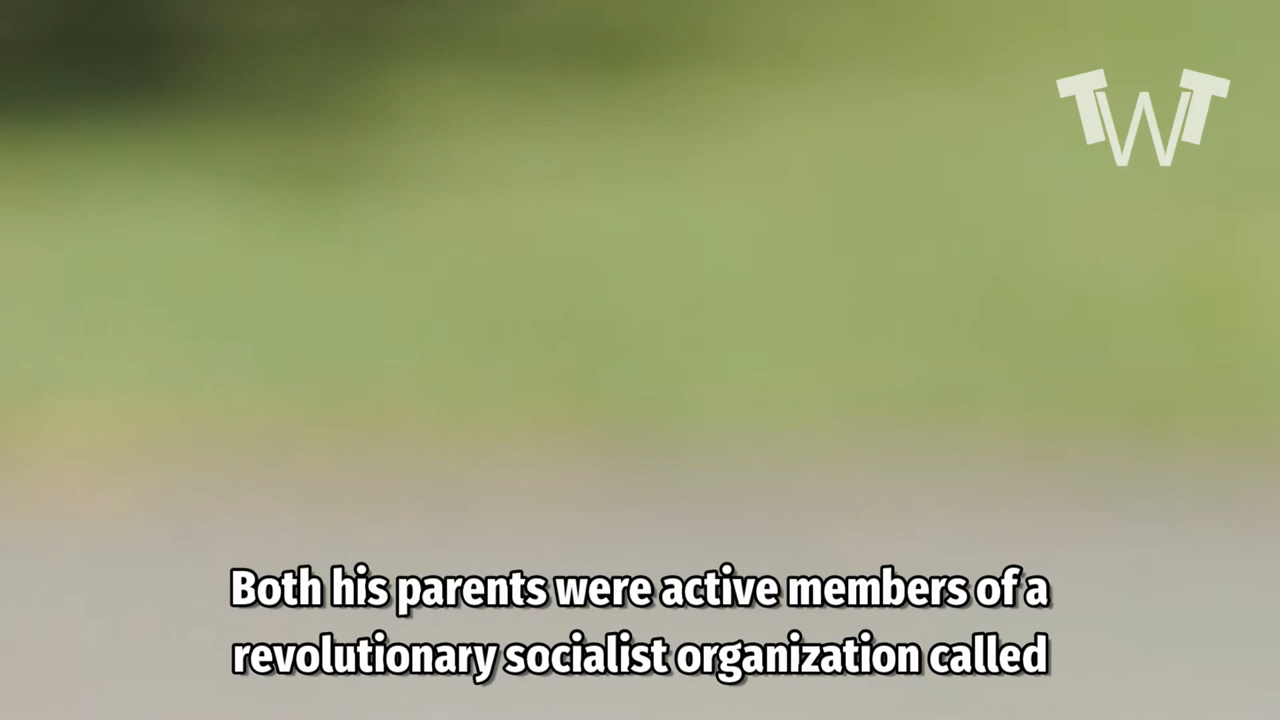 TWT
Both his parents were active members of a
revolutionary socialist organization called